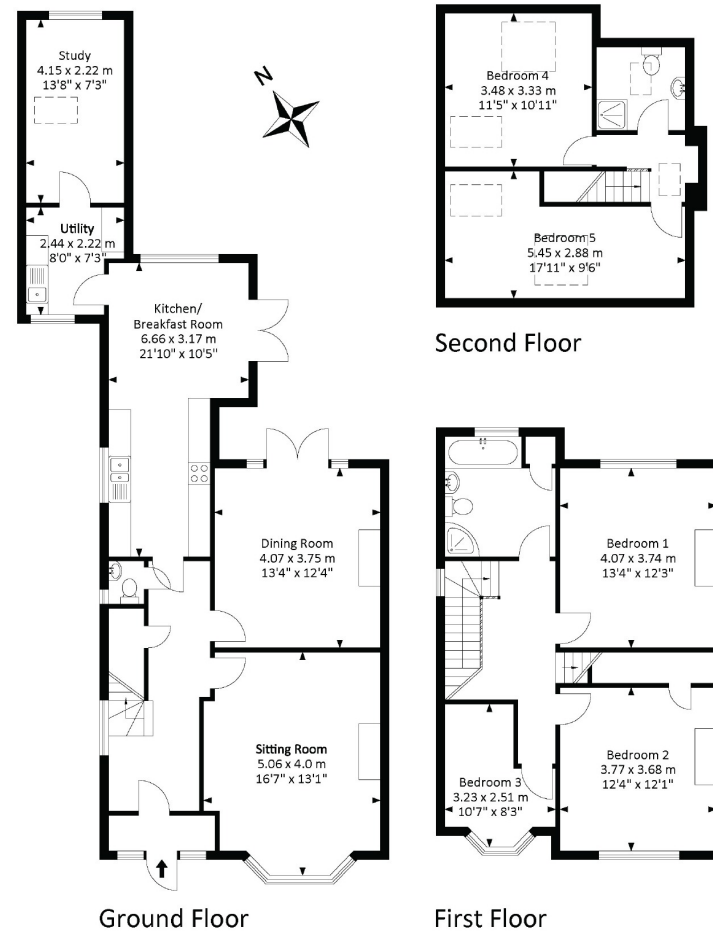 Study
4.15 x 2.22 m
13'8" x 7'3"
N
Utility
2.44 x 2.22 m
8'0" x 7'3"
Kitchen/
Breakfast Room
6.66 x 3.17 m
21'10" x 10'5"
Dining Room
4.07 x 3.75 m
13'4" x 12'4"
Sitting Room
5.06 x 4.0 m
16'7" x 13'1"
Ground Floor
Bedroom 4
3.48 x 3.33 m
11'5" x 10'11"
Bedroom 5
5.45 x 2.88 m
17'11" x 9'6"
Second Floor
Bedroom 1
4.07 x 3.74 m
13'4" x 12'3"
Bedroom 2
3.77 x 3.68 m
12'4" x 12'1"
Bedroom 3
3.23 x 2.51 m
10'7" x 8'3"
First Floor